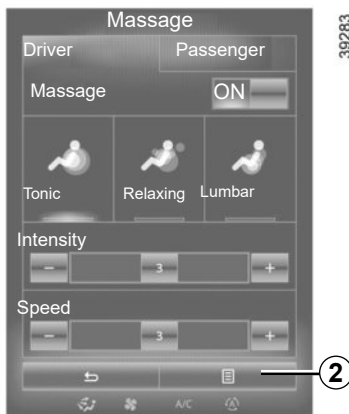 Massage
39283
Driver Passenger
Massage ON
Tonic Relaxing Lumbar
Intensity
- 3 +
Speed
- 3 +
2
A/C